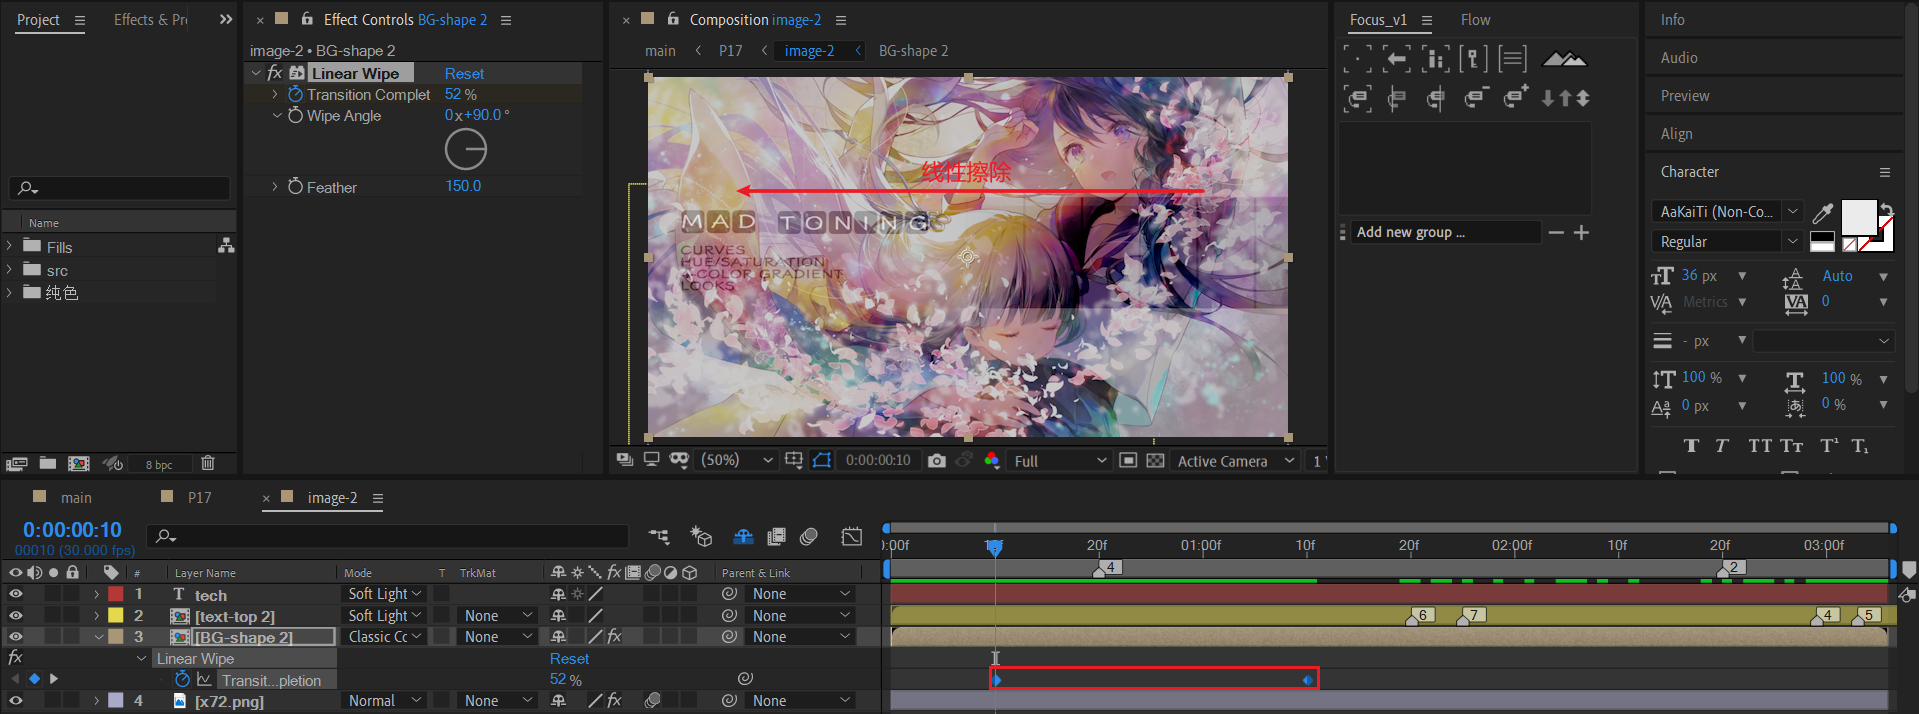 Project
Effects & Pr
Effect Controls BG-shape 2
Composition image-2
Focus_v1
Flow
Info
image-2 • BG-shape 2
main
P17
image-2
BG-shape 2
Audio
fx Linear Wipe
Reset
Transition Complet
52 %
Preview
Wipe Angle
0x+90.0°
Align
Character
线性擦除
Feather
150.0
AaKaiTi (Non-Co...
Name
MAD TONING
Add new group ...
Regular
Fills
CURVES
HUE/SATURATION
4-COLOR GRADIENT
LOOKS
src
纯色
36 px
Auto
Metrics
0
- px
100 %
100 %
0 px
0 %
8 bpc
(50%)
0:00:00:10
Full
Active Camera
1
main
P17
image-2
0:00:00:10
00010 (30.000 fps)
:00f
20f
01:00f
10f
20f
02:00f
10f
20f
03:00f
4
2
#
Layer Name
Mode
T
TrkMat
fx
Parent & Link
1
T
tech
Soft Light
None
2
[text-top 2]
Soft Light
None
None
6
7
4
5
3
[BG-shape 2]
Classic Cc
None
fx
None
fx
Linear Wipe
Reset
Transit...pletion
52 %
4
[x72.png]
Normal
None
fx
None